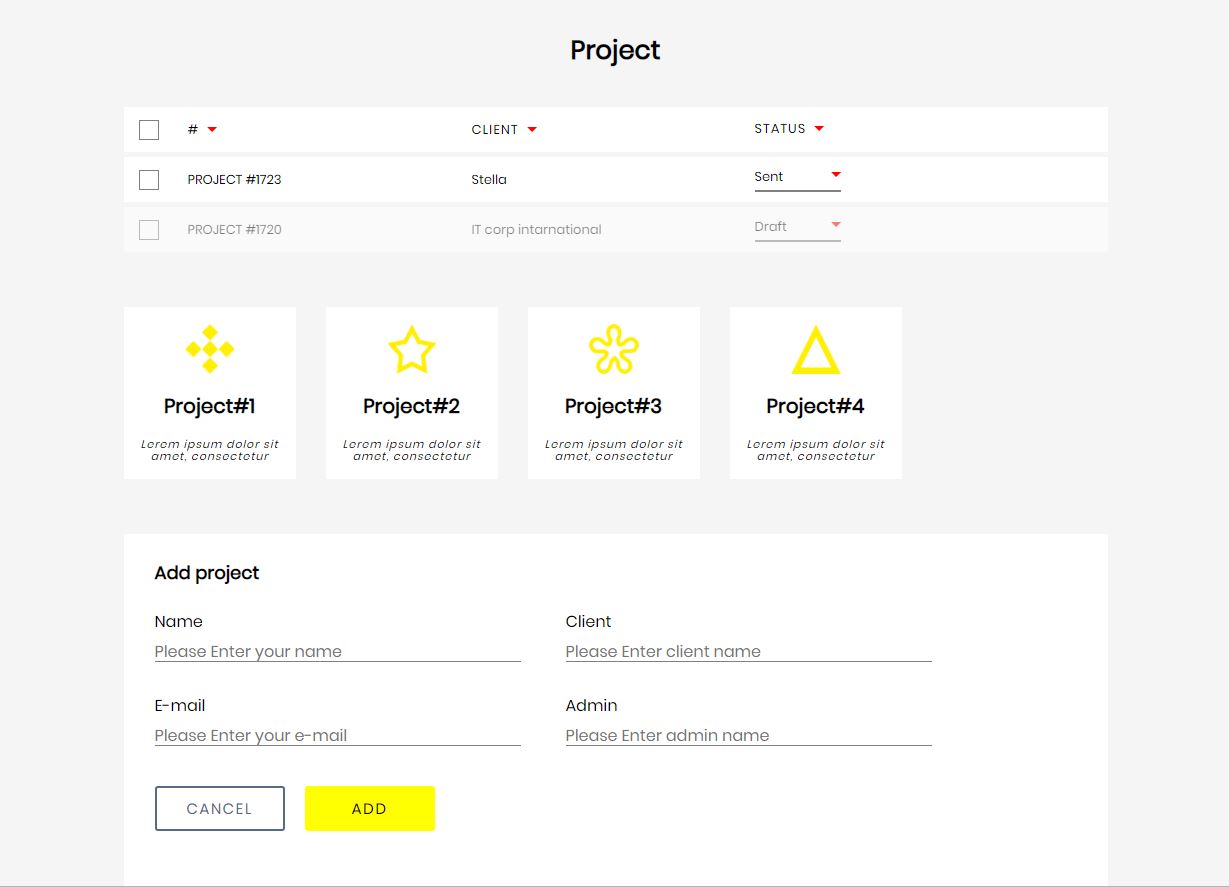 Project
# CLIENT STATUS
PROJECT #1723 Stella Sent
PROJECT #1720 IT corp intarnational Draft
Project#1 Project#2 Project#3 Project#4
Lorem ipsum dolor sit Lorem ipsum dolor sit Lorem ipsum dolor sit Lorem ipsum dolor sit
amet, consectetur amet, consectetur amet, consectetur amet, consectetur
Add project
Name Client
Please Enter your name Please Enter client name
E-mail Admin
Please Enter your e-mail Please Enter admin name
CANCEL ADD